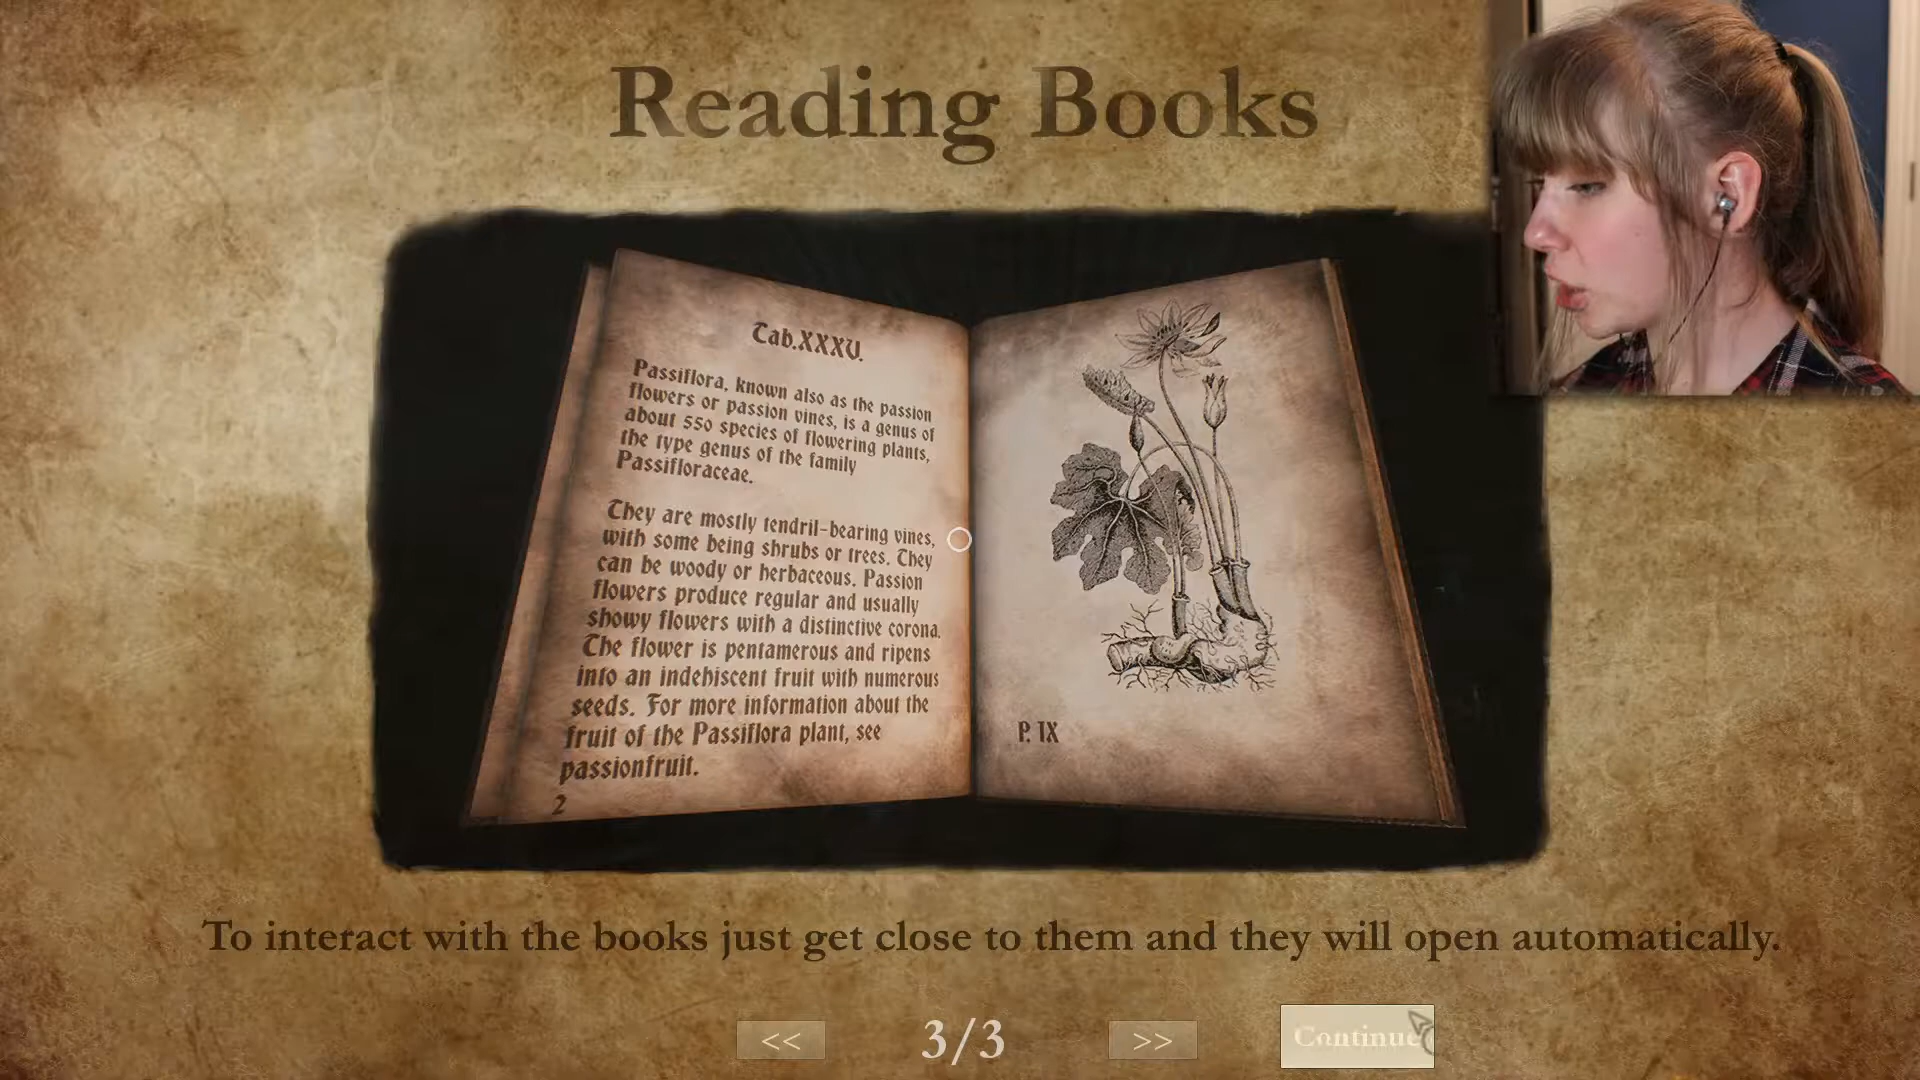 Reading Books
Tab.XXXV.
Passiflora, known also as the passion
flowers or passion vines, is a genus of
about 550 species of flowering plants,
the type genus of the family
Passifloraceae.
They are mostly tendril-bearing vines,
with some being shrubs or trees. They
can be woody or herbaceous. Passion
flowers produce regular and usually
showy flowers with a distinctive corona.
The flower is pentamerous and ripens
into an indehiscent fruit with numerous
seeds. For more information about the
fruit of the Passiflora plant, see
passionfruit.
2
P. IX
To interact with the books just get close to them and they will open automatically.
<<
3/3
>>
Continue